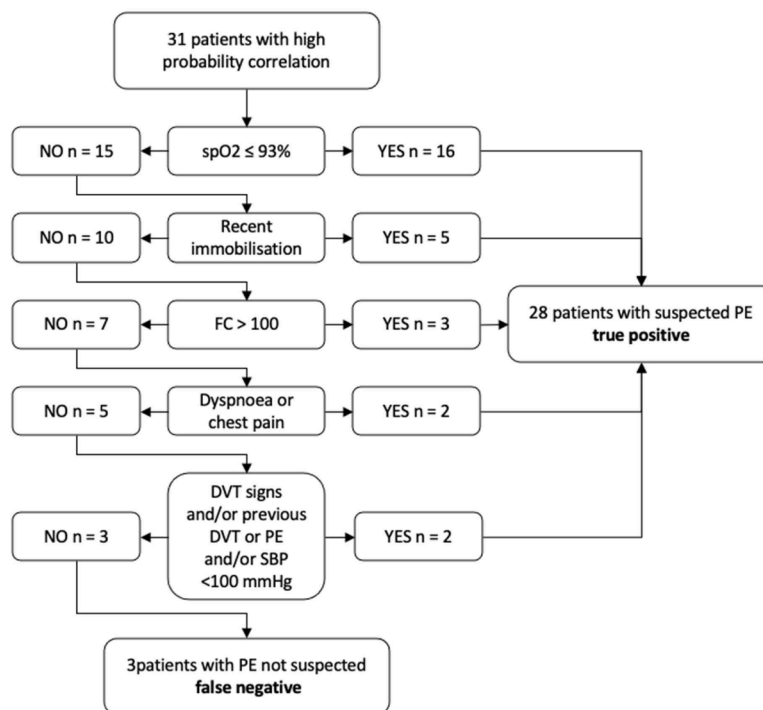 31 patients with high
probability correlation
NO n = 15
spO2 ≤ 93%
YES n = 16
NO n = 10
Recent
immobilisation
YES n = 5
NO n = 7
FC > 100
YES n = 3
28 patients with suspected PE
true positive
NO n = 5
Dyspnoea or
chest pain
YES n = 2
NO n = 3
DVT signs
and/or previous
DVT or PE
and/or SBP
<100 mmHg
YES n = 2
3patients with PE not suspected
false negative